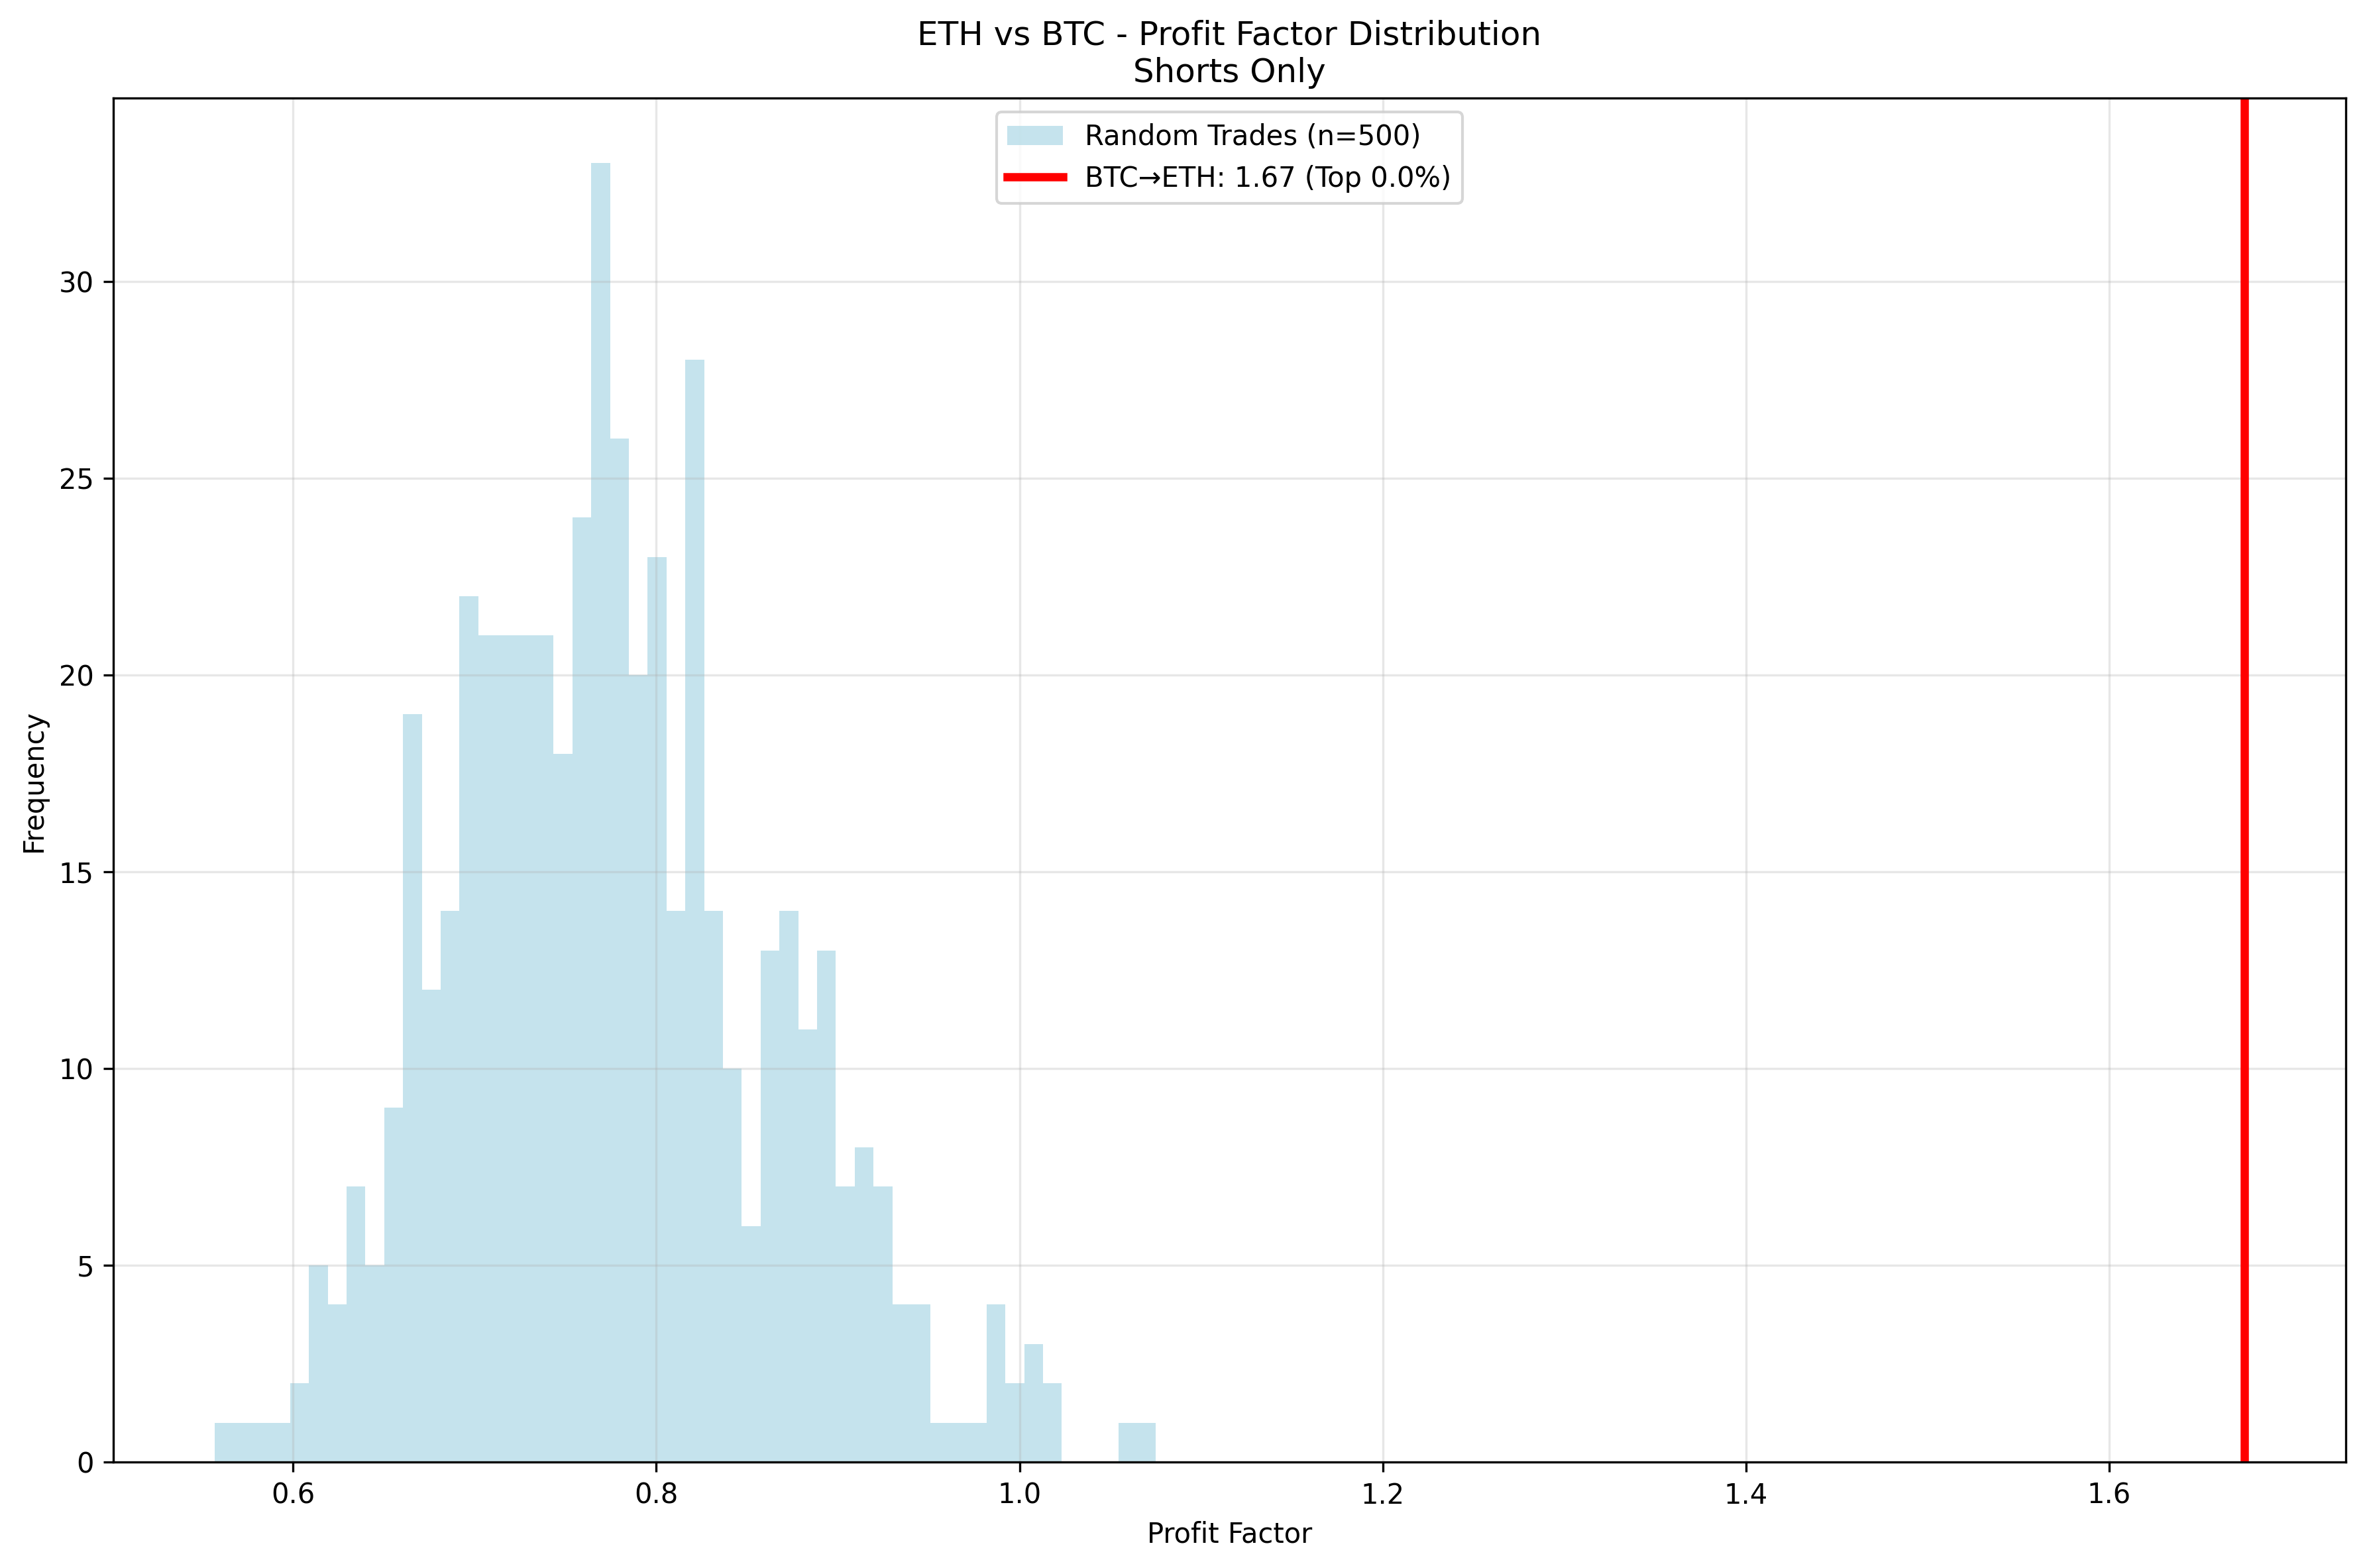 ETH vs BTC - Profit Factor Distribution
Shorts Only
Random Trades (n=500)
BTC→ETH: 1.67 (Top 0.0%)
Frequency
30
25
20
15
10
5
0
0.6 0.8 1.0 1.2 1.4 1.6
Profit Factor